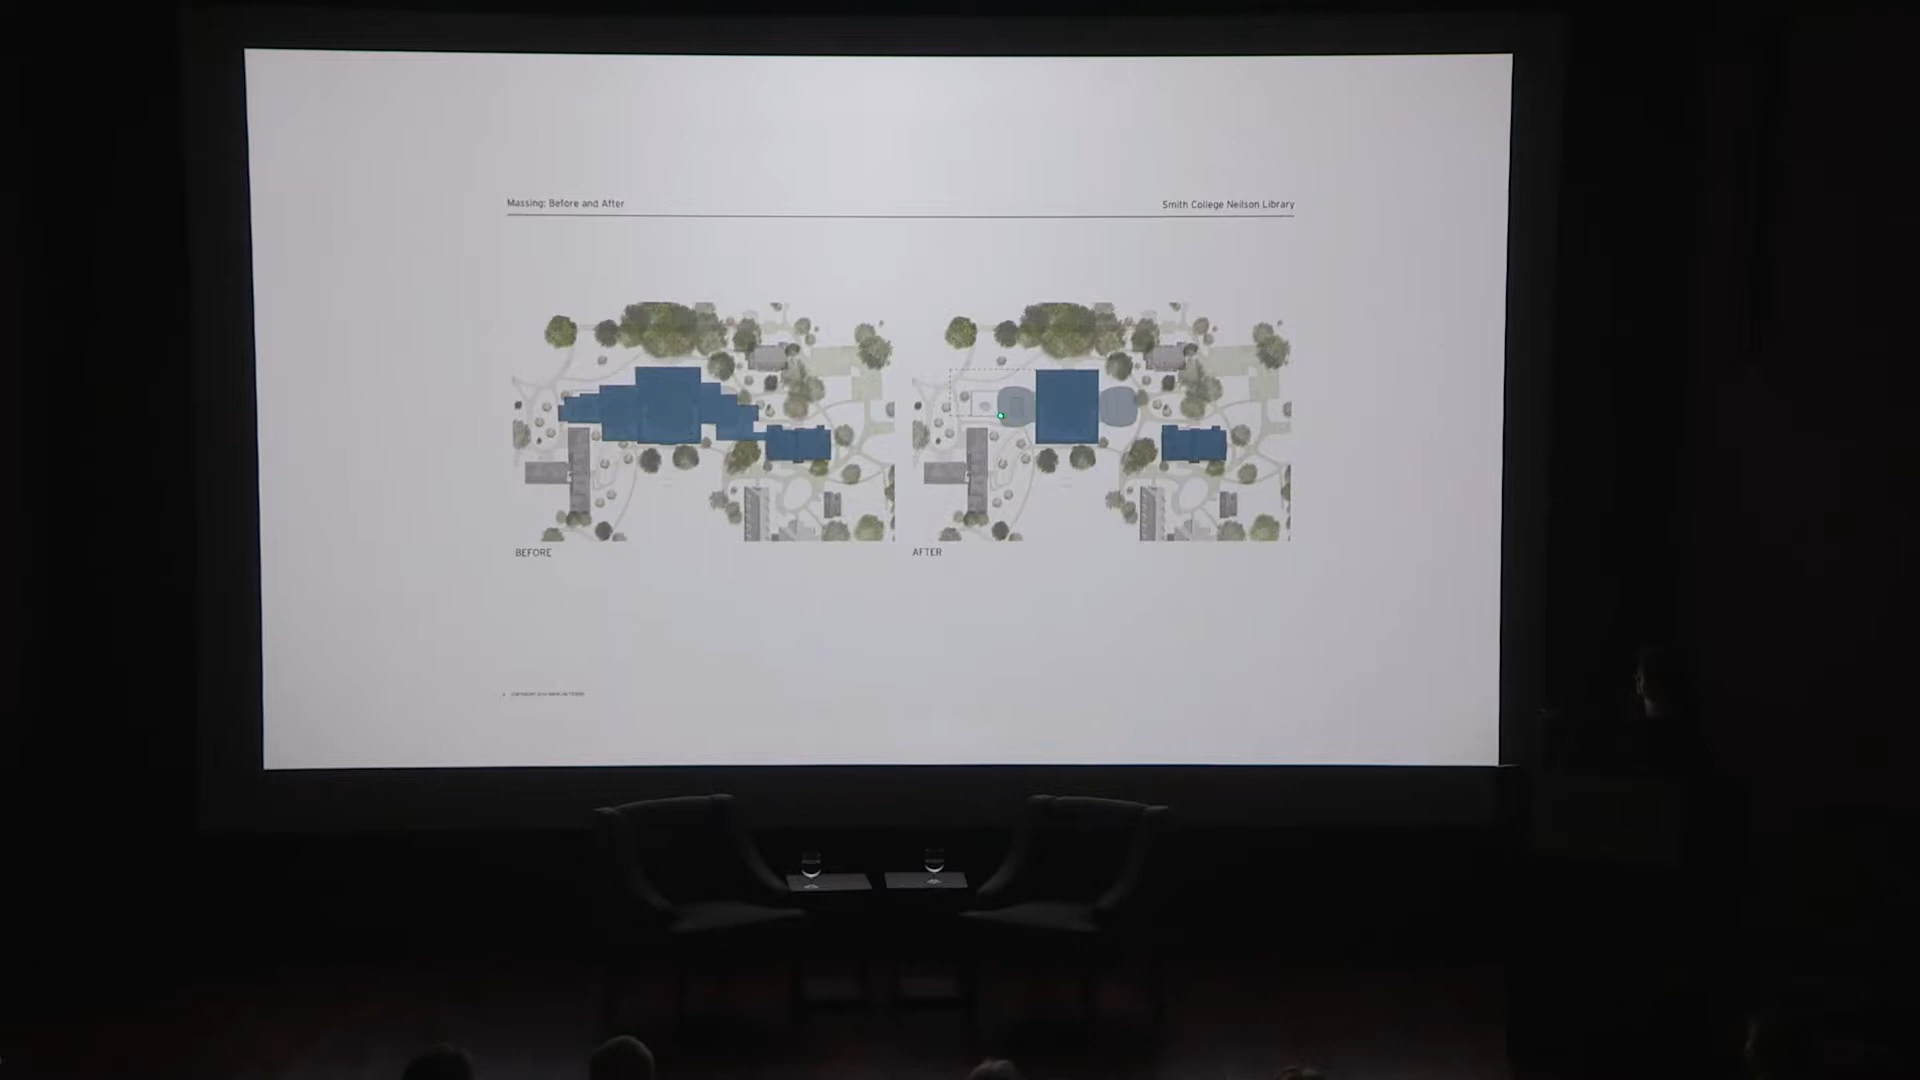 Massing: Before and After
Smith College Neilson Library
BEFORE
AFTER